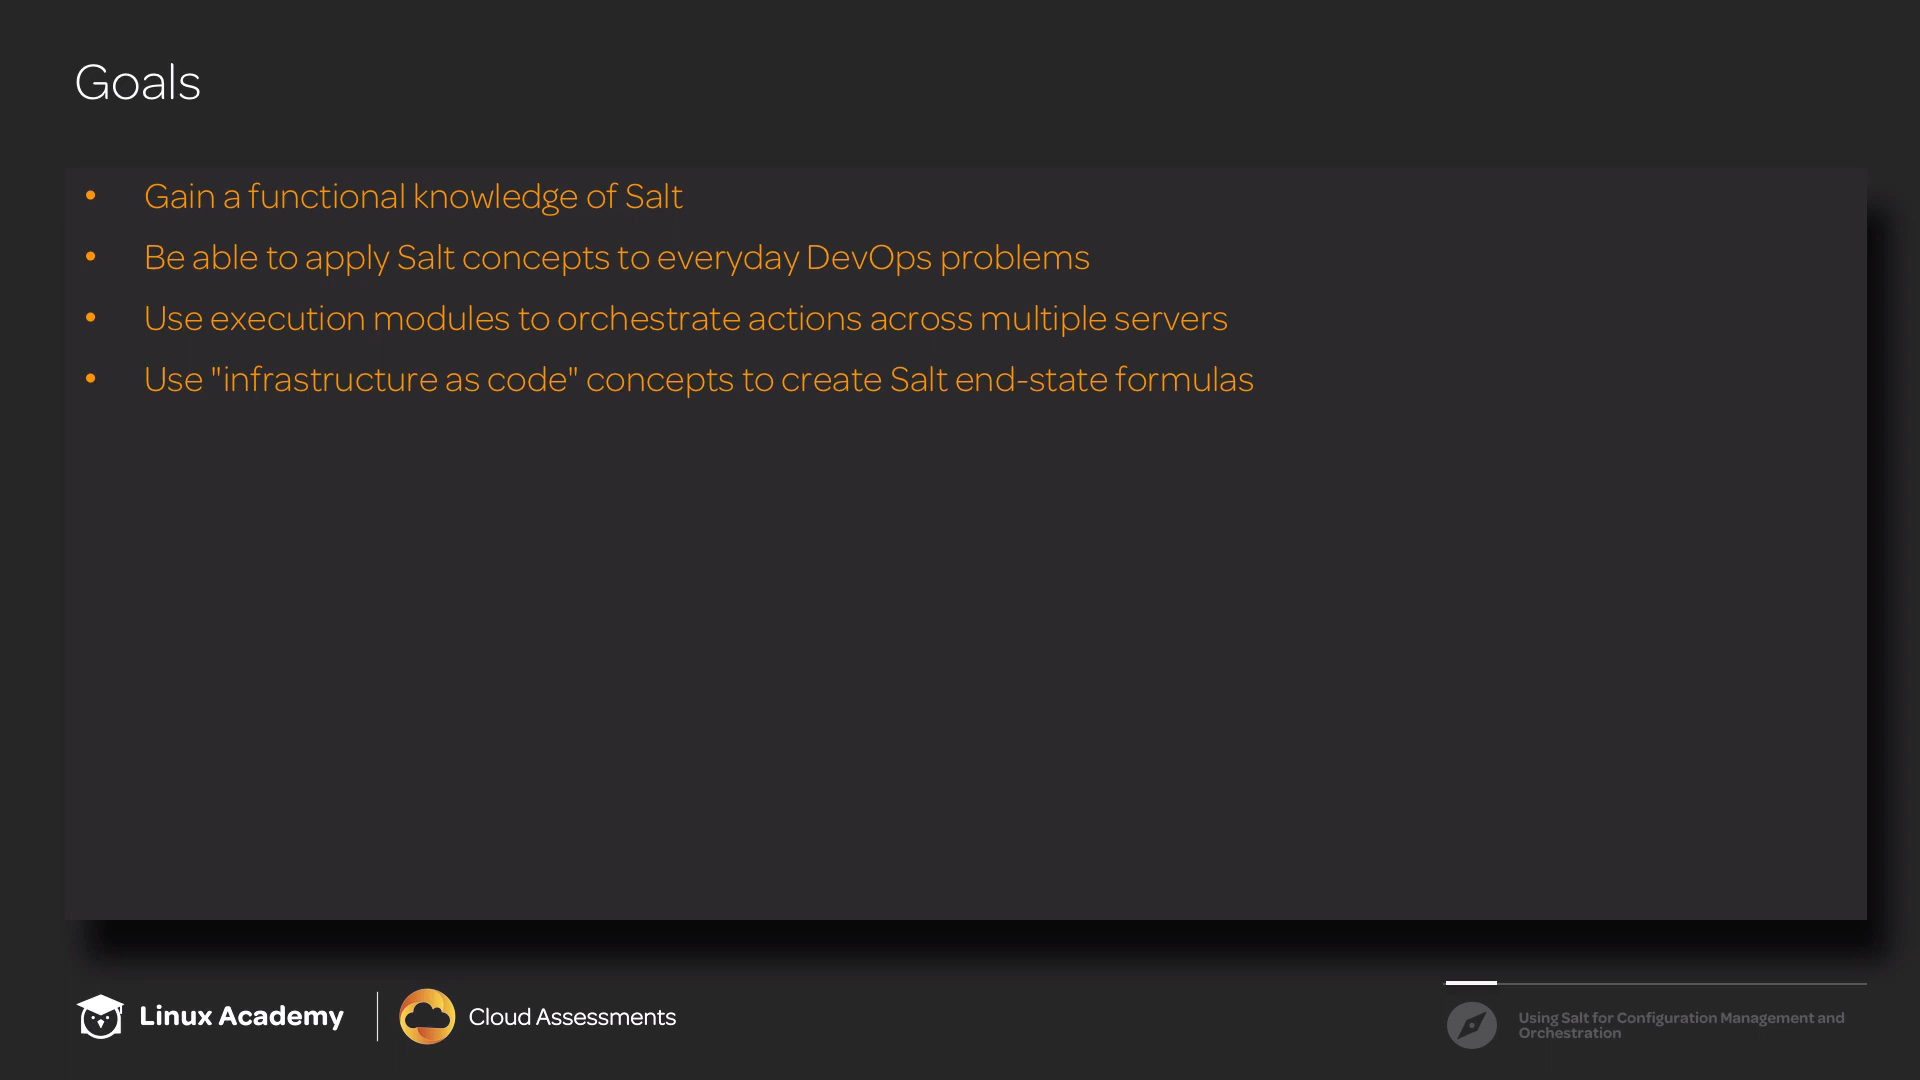 Goals
• Gain a functional knowledge of Salt
• Be able to apply Salt concepts to everyday DevOps problems
• Use execution modules to orchestrate actions across multiple servers
• Use "infrastructure as code" concepts to create Salt end-state formulas
Linux Academy
Cloud Assessments
Using Salt for Configuration Management and
Orchestration